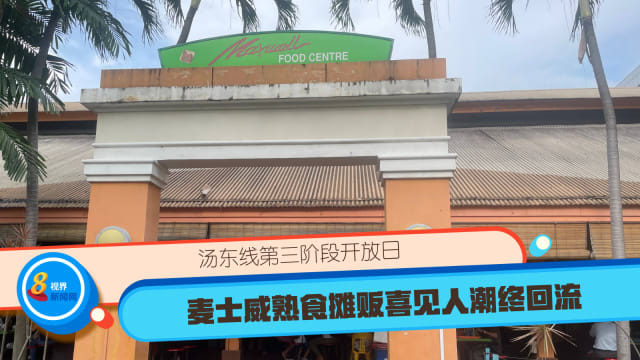 Maxwell
FOOD CENTRE
汤东线第三阶段开放日
8
视界
新闻网
麦士威熟食摊贩喜见人潮终回流